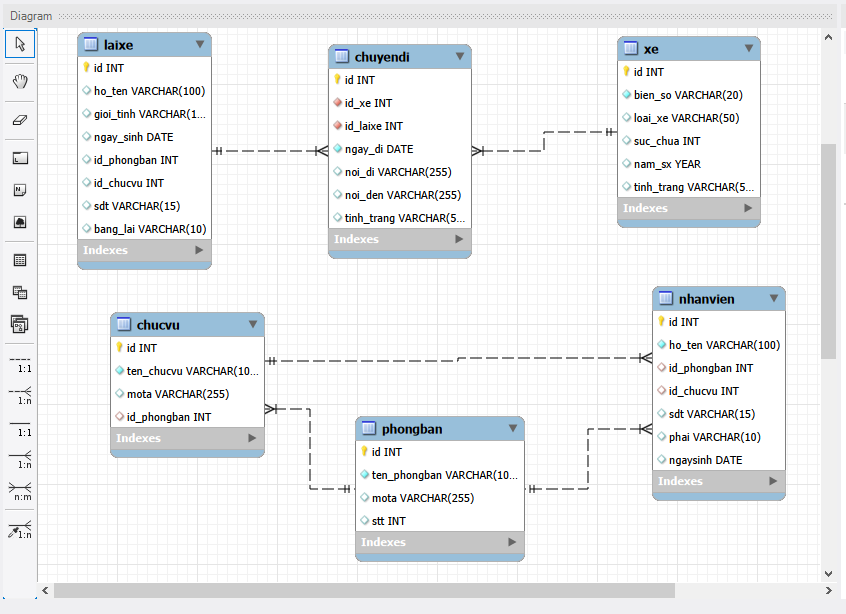 Diagram
laixe
id INT
ho_ten VARCHAR(100)
gioi_tinh VARCHAR(1...
ngay_sinh DATE
id_phongban INT
id_chucvu INT
sdt VARCHAR(15)
bang_lai VARCHAR(10)
Indexes
chuyendi
id INT
id_xe INT
id_laixe INT
ngay_di DATE
noi_di VARCHAR(255)
noi_den VARCHAR(255)
tinh_trang VARCHAR(5...
Indexes
xe
id INT
bien_so VARCHAR(20)
loai_xe VARCHAR(50)
suc_chua INT
nam_sx YEAR
tinh_trang VARCHAR(5...
Indexes
chucvu
id INT
ten_chucvu VARCHAR(10...
mota VARCHAR(255)
id_phongban INT
Indexes
phongban
id INT
ten_phongban VARCHAR(10...
mota VARCHAR(255)
stt INT
Indexes
nhanvien
id INT
ho_ten VARCHAR(100)
id_phongban INT
id_chucvu INT
sdt VARCHAR(15)
phai VARCHAR(10)
ngaysinh DATE
Indexes
1:1
1:n
1:1
1:n
n:m
1:n